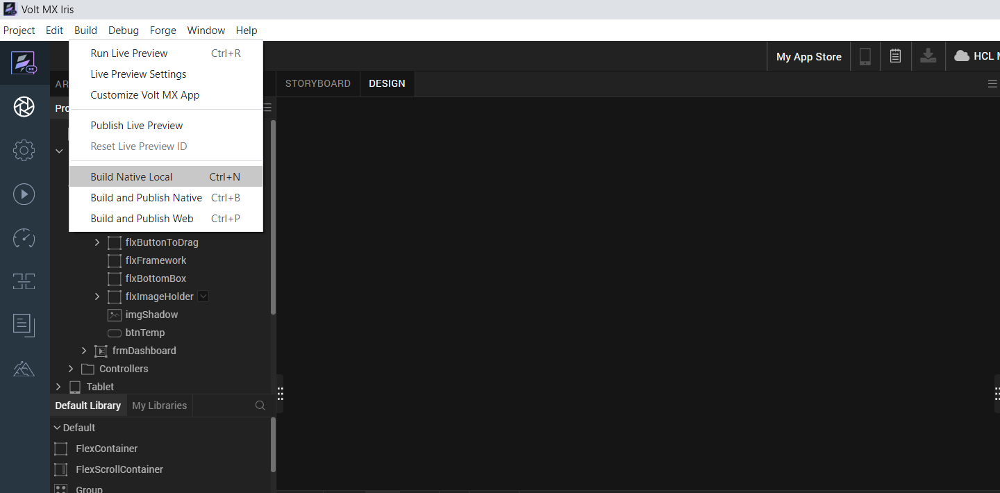 Volt MX Iris
Project Edit Build Debug Forge Window Help
Run Live Preview Ctrl+R
Live Preview Settings
Customize Volt MX App
Publish Live Preview
Reset Live Preview ID
Build Native Local Ctrl+N
Build and Publish Native Ctrl+B
Build and Publish Web Ctrl+P
MX
My App Store
HCL
AR
STORYBOARD DESIGN
Pro
flxButtonToDrag
flxFramework
flxBottomBox
flxImageHolder
imgShadow
btnTemp
frmDashboard
Controllers
Tablet
Default Library My Libraries
Default
FlexContainer
FlexScrollContainer
Group